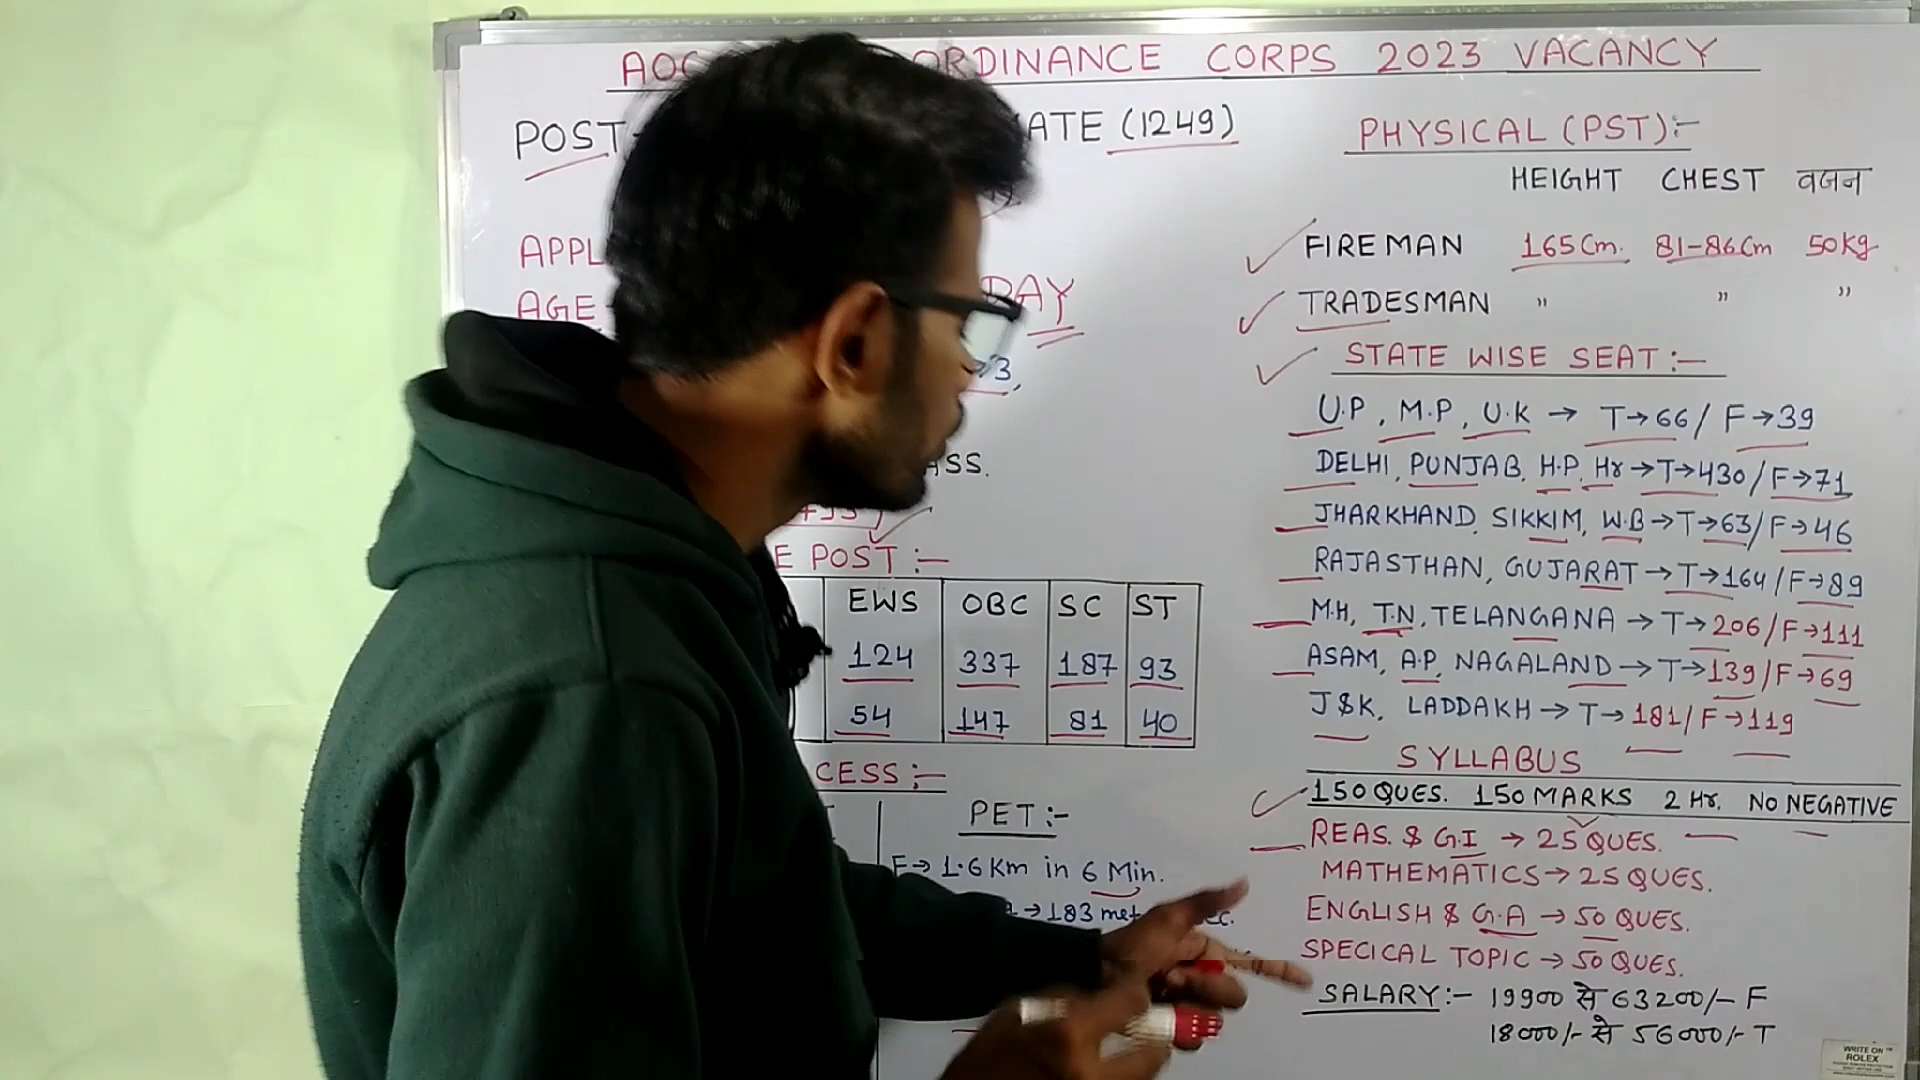 AOC ORDINANCE CORPS 2023 VACANCY
POST- ATE (1249)
APPL
AGE DAY
3,
ASS.
E POST :-
EWS OBC SC ST
124 337 187 93
54 147 81 40
CESS :-
PET :-
F→ 1.6 Km in 6 Min.
→183 met ec.
PHYSICAL (PST):-
HEIGHT CHEST वजन
FIREMAN 165 Cm. 81-86 Cm 50 kg
TRADESMAN " " "
STATE WISE SEAT :-
U.P , M.P , U.K → T→66 / F→39
DELHI, PUNJAB, H.P, Hr→T→430 / F→71
JHARKHAND, SIKKIM, W.B→T→63/F→46
RAJASTHAN, GUJARAT→T→164/F→89
M.H, T.N, TELANGANA → T→206/F→111
ASAM, A.P, NAGALAND → T→139/F→69
J$K, LADDAKH → T→181/F→119
SYLLABUS
150 QUES. 150 MARKS 2 Hr. NO NEGATIVE
REAS. $ G.I → 25 QUES.
MATHEMATICS→25 QUES.
ENGLISH $ G.A → 50 QUES.
SPECICAL TOPIC → 50 QUES.
SALARY :- 19900 से 63200/- F
18000/- से 56000/- T
WRITE ON
ROLEX